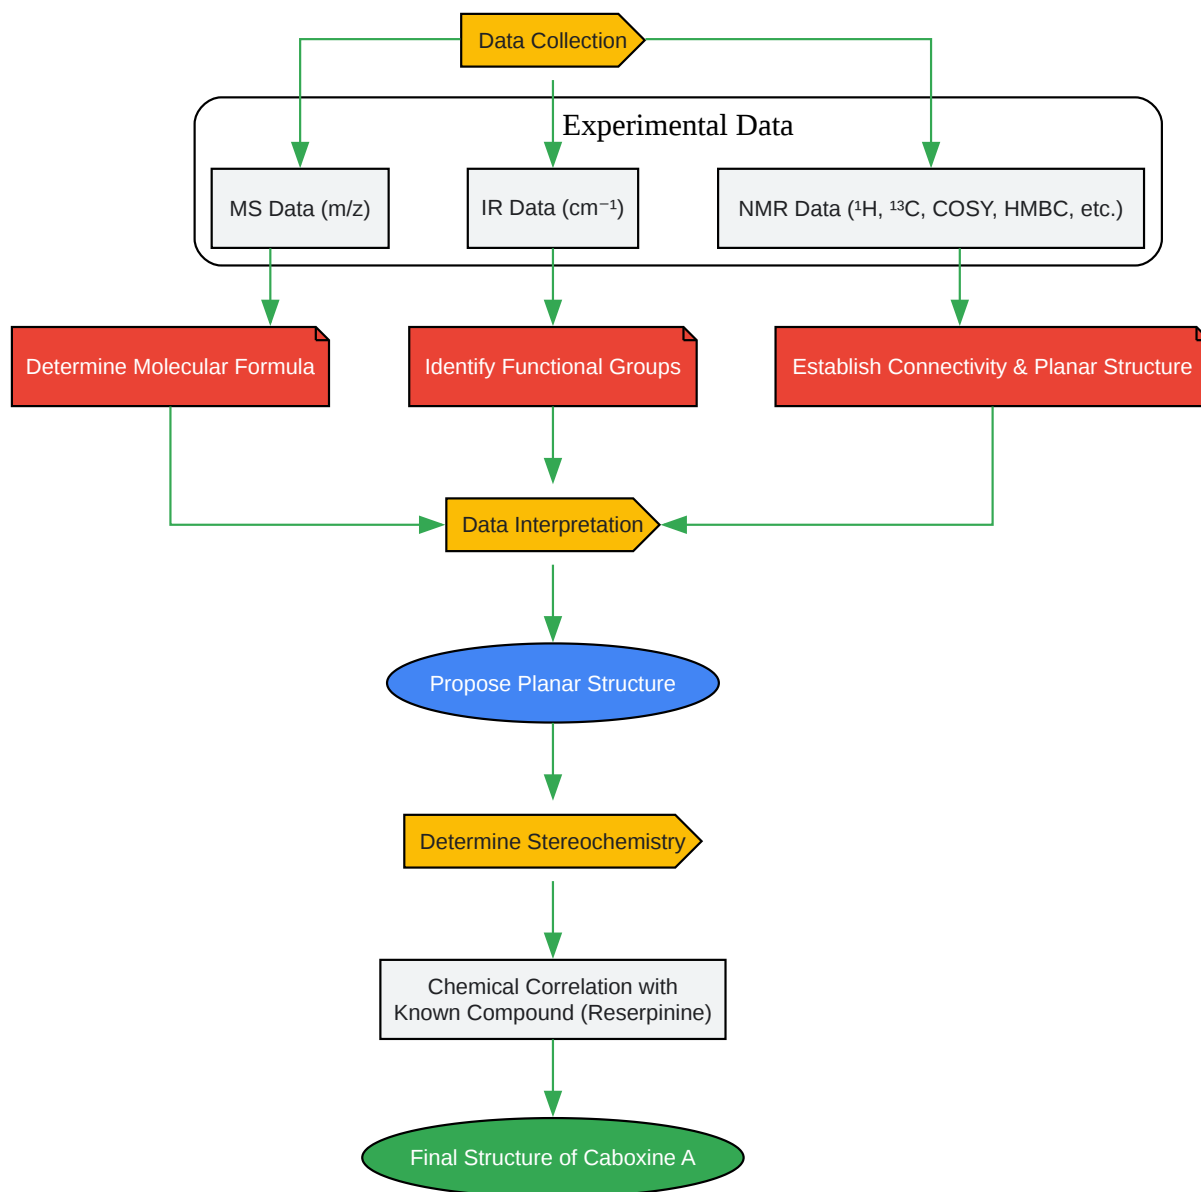 Data Collection
Experimental Data
MS Data (m/z)
IR Data (cm⁻¹)
NMR Data (¹H, ¹³C, COSY, HMBC, etc.)
Determine Molecular Formula
Identify Functional Groups
Establish Connectivity & Planar Structure
Data Interpretation
Propose Planar Structure
Determine Stereochemistry
Chemical Correlation with
Known Compound (Reserpinine)
Final Structure of Caboxine A